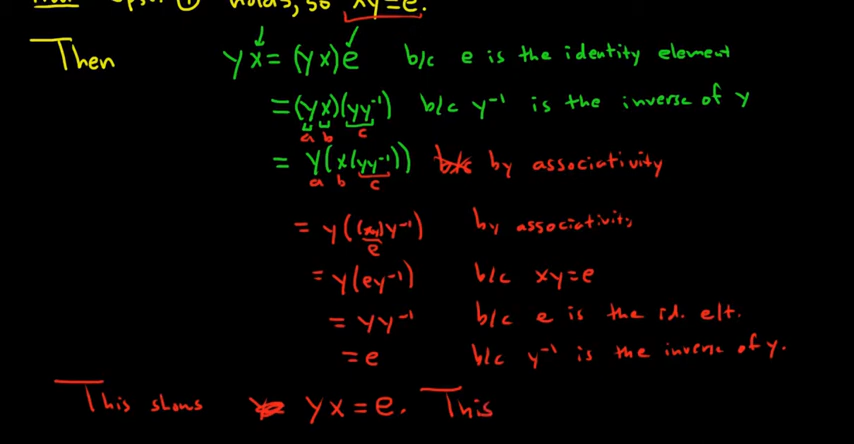 holds, so xy=e.
Then yx = (yx)e b/c e is the identity element
= (yx)(yy⁻¹) b/c y⁻¹ is the inverse of y
a b c
= y(x(yy⁻¹)) by associativity
a b c
= y((xy)y⁻¹) by associativity
e
= y(ey⁻¹) b/c xy=e
= yy⁻¹ b/c e is the id. elt.
= e b/c y⁻¹ is the inverse of y.
This shows yx = e. This